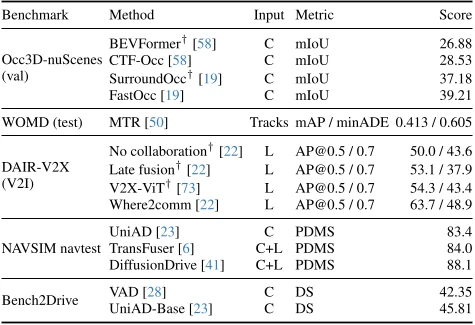 Benchmark Method Input Metric Score
Occ3D-nuScenes (val) BEVFormer† [58] C mIoU 26.88
CTF-Occ [58] C mIoU 28.53
SurroundOcc† [19] C mIoU 37.18
FastOcc [19] C mIoU 39.21
WOMD (test) MTR [50] Tracks mAP / minADE 0.413 / 0.605
DAIR-V2X (V2I) No collaboration† [22] L AP@0.5 / 0.7 50.0 / 43.6
Late fusion† [22] L AP@0.5 / 0.7 53.1 / 37.9
V2X-ViT† [73] L AP@0.5 / 0.7 54.3 / 43.4
Where2comm [22] L AP@0.5 / 0.7 63.7 / 48.9
NAVSIM navtest UniAD [23] C PDMS 83.4
TransFuser [6] C+L PDMS 84.0
DiffusionDrive [41] C+L PDMS 88.1
Bench2Drive VAD [28] C DS 42.35
UniAD-Base [23] C DS 45.81